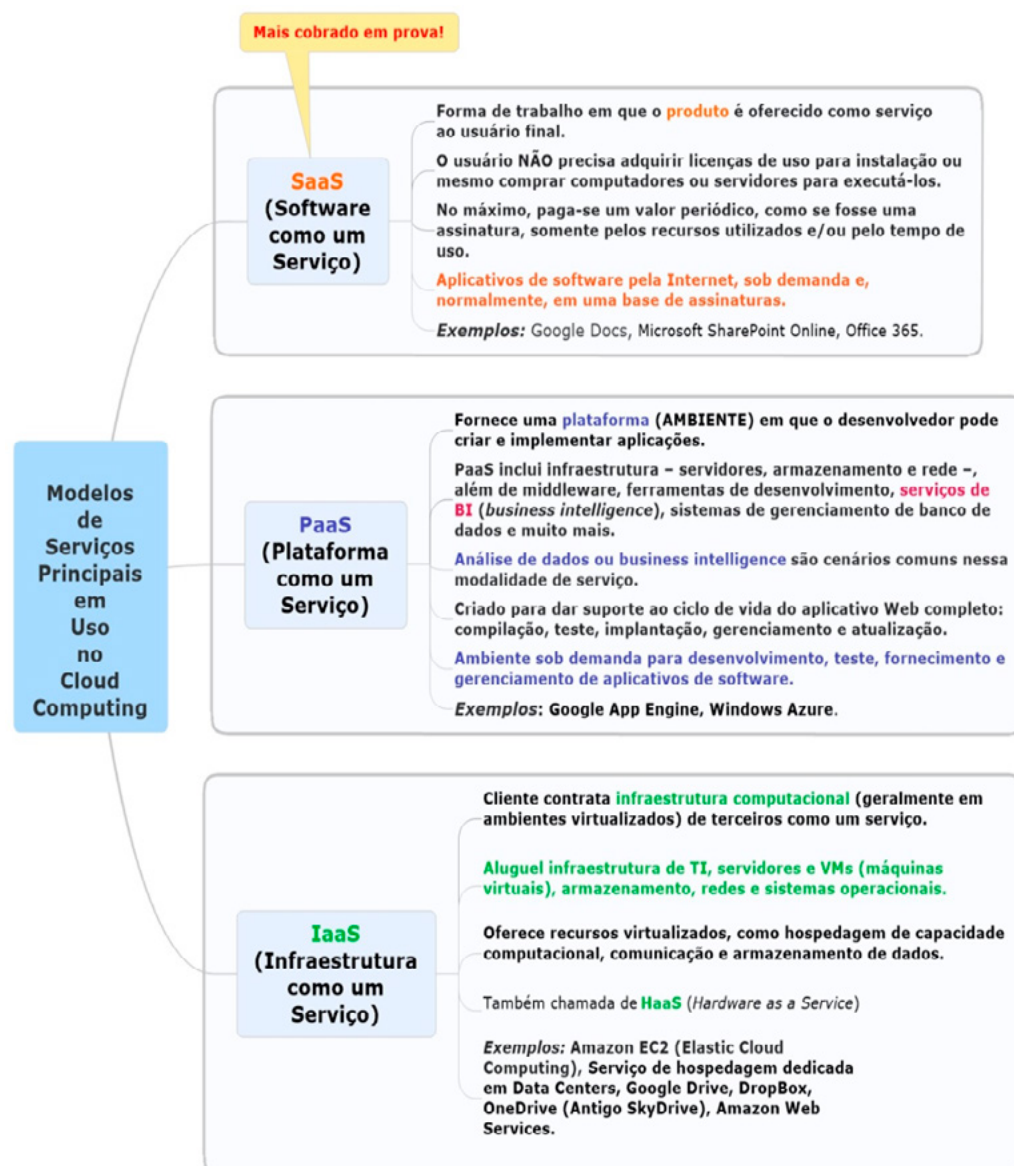 Mais cobrado em prova!
Modelos
de
Serviços
Principais
em
Uso
no
Cloud
Computing
SaaS
(Software
como um
Serviço)
Forma de trabalho em que o produto é oferecido como serviço
ao usuário final.
O usuário NÃO precisa adquirir licenças de uso para instalação ou
mesmo comprar computadores ou servidores para executá-los.
No máximo, paga-se um valor periódico, como se fosse uma
assinatura, somente pelos recursos utilizados e/ou pelo tempo de
uso.
Aplicativos de software pela Internet, sob demanda e,
normalmente, em uma base de assinaturas.
Exemplos: Google Docs, Microsoft SharePoint Online, Office 365.
PaaS
(Plataforma
como um
Serviço)
Fornece uma plataforma (AMBIENTE) em que o desenvolvedor pode
criar e implementar aplicações.
PaaS inclui infraestrutura – servidores, armazenamento e rede –,
além de middleware, ferramentas de desenvolvimento, serviços de
BI (business intelligence), sistemas de gerenciamento de banco de
dados e muito mais.
Análise de dados ou business intelligence são cenários comuns nessa
modalidade de serviço.
Criado para dar suporte ao ciclo de vida do aplicativo Web completo:
compilação, teste, implantação, gerenciamento e atualização.
Ambiente sob demanda para desenvolvimento, teste, fornecimento e
gerenciamento de aplicativos de software.
Exemplos: Google App Engine, Windows Azure.
IaaS
(Infraestrutura
como um
Serviço)
Cliente contrata infraestrutura computacional (geralmente em
ambientes virtualizados) de terceiros como um serviço.
Aluguel infraestrutura de TI, servidores e VMs (máquinas
virtuais), armazenamento, redes e sistemas operacionais.
Oferece recursos virtualizados, como hospedagem de capacidade
computacional, comunicação e armazenamento de dados.
Também chamada de HaaS (Hardware as a Service)
Exemplos: Amazon EC2 (Elastic Cloud
Computing), Serviço de hospedagem dedicada
em Data Centers, Google Drive, DropBox,
OneDrive (Antigo SkyDrive), Amazon Web
Services.